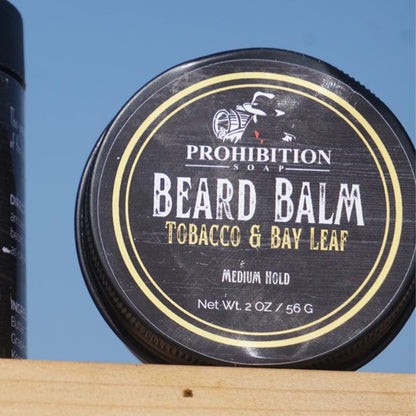 PROHIBITION
SOAP
BEARD BALM
TOBACCO & BAY LEAF
MEDIUM HOLD
Net Wt. 2 OZ / 56 G